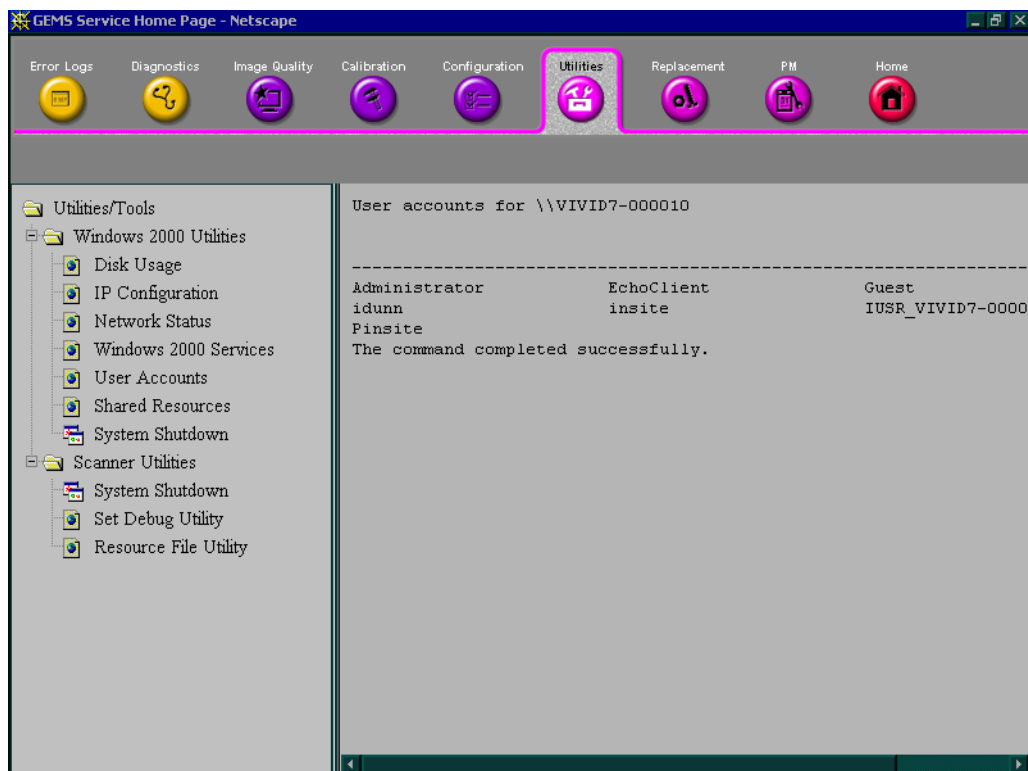 GEMS Service Home Page - Netscape
Error Logs Diagnostics Image Quality Calibration Configuration Utilities Replacement PM Home
Utilities/Tools
Windows 2000 Utilities
Disk Usage
IP Configuration
Network Status
Windows 2000 Services
User Accounts
Shared Resources
System Shutdown
Scanner Utilities
System Shutdown
Set Debug Utility
Resource File Utility
User accounts for \\VIVID7-000010
-------------------------------------------------------------------
Administrator EchoClient Guest
idunn insite IUSR_VIVID7-0000
Pinsite
The command completed successfully.